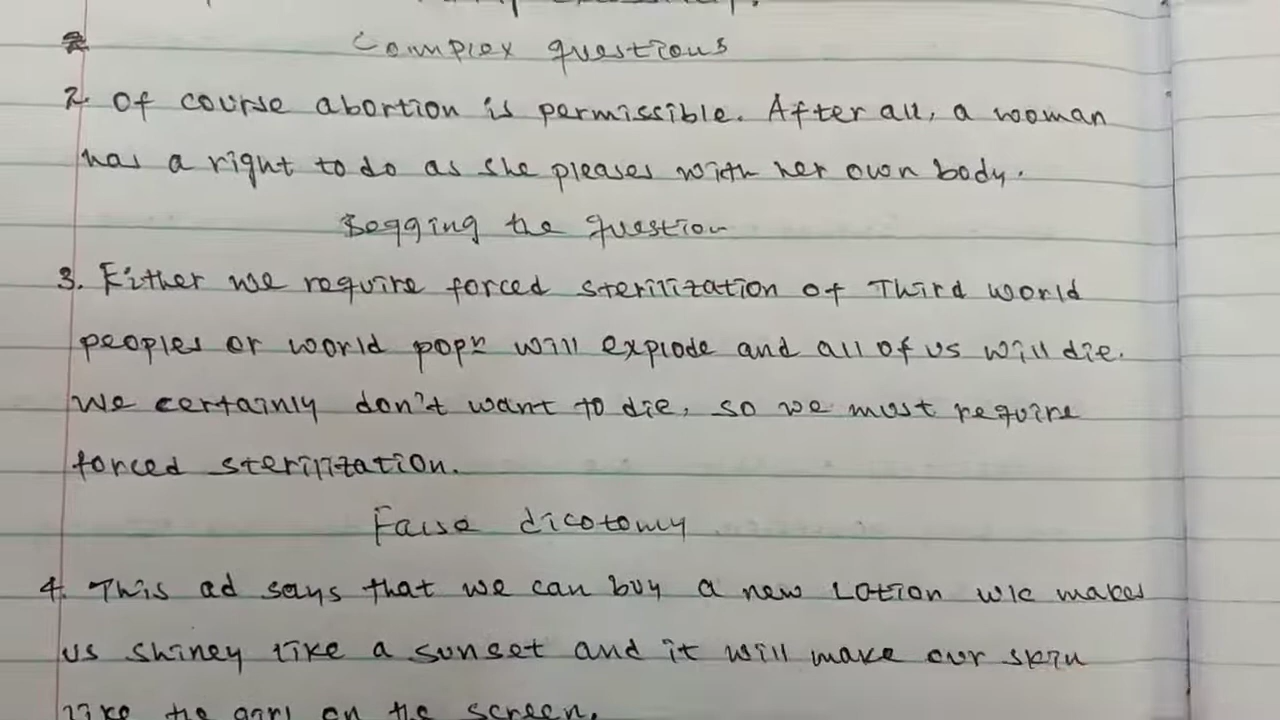 Complex questions
2. Of course abortion is permissible. After all, a woman
has a right to do as she pleases with her own body.
Begging the question
3. Either we require forced sterilization of Third world
peoples or world popn will explode and all of us will die.
We certainly don't want to die, so we must require
forced sterilization.
False dicotomy
4. This ad says that we can buy a new lotion wc makes
us shiney like a sunset and it will make our skin
like the girl on the screen.